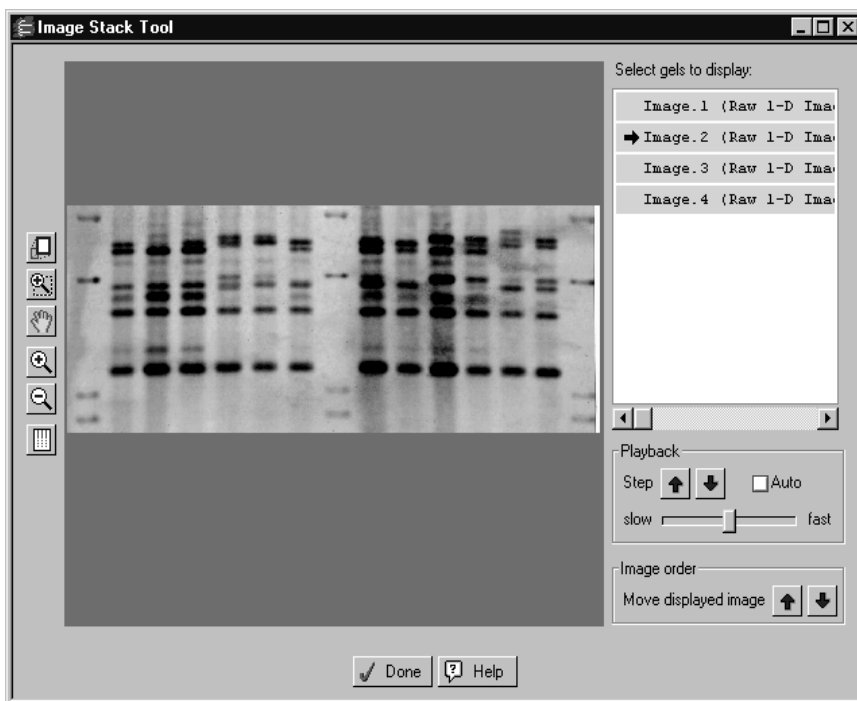 Image Stack Tool
Select gels to display:
Image.1 (Raw 1-D Ima
Image.2 (Raw 1-D Ima
Image.3 (Raw 1-D Ima
Image.4 (Raw 1-D Ima
Playback
Step
Auto
slow
fast
Image order
Move displayed image
Done
Help